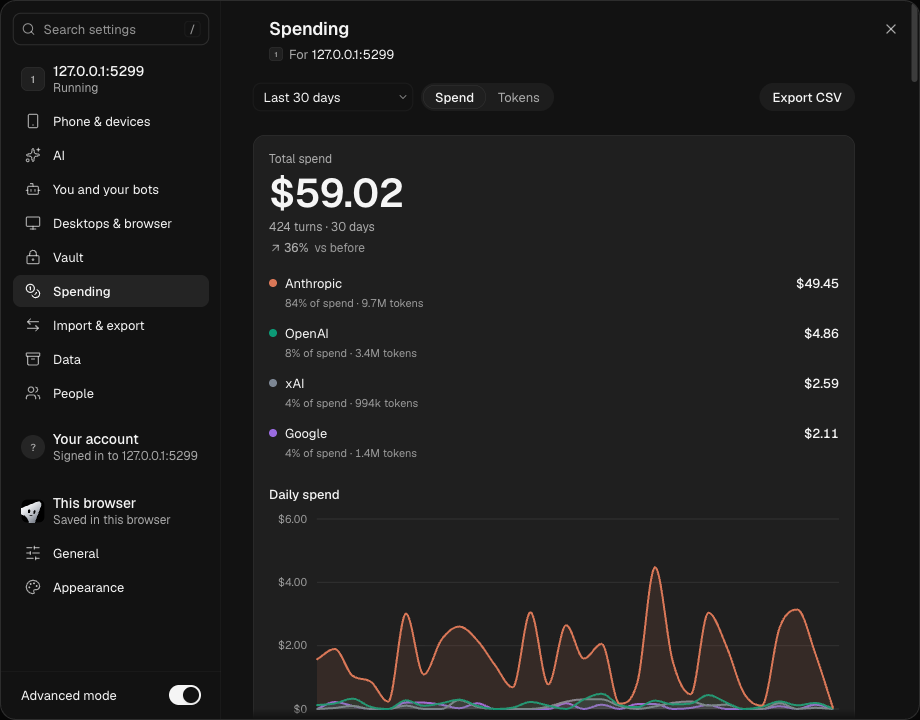 Search settings /
1 127.0.0.1:5299
Running
Phone & devices
AI
You and your bots
Desktops & browser
Vault
Spending
Import & export
Data
People
? Your account
Signed in to 127.0.0.1:5299
This browser
Saved in this browser
General
Appearance
Advanced mode
Spending
1 For 127.0.0.1:5299
Last 30 days Spend Tokens Export CSV
Total spend
$59.02
424 turns · 30 days
36% vs before
Anthropic $49.45
84% of spend · 9.7M tokens
OpenAI $4.86
8% of spend · 3.4M tokens
xAI $2.59
4% of spend · 994k tokens
Google $2.11
4% of spend · 1.4M tokens
Daily spend
$6.00
$4.00
$2.00
$0